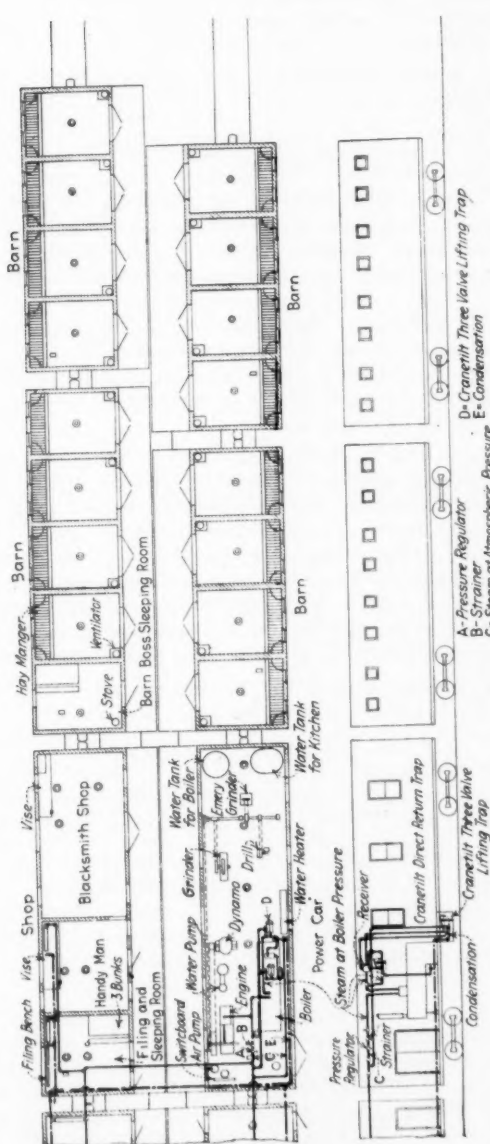 Barn
Barn
Hay Manger
Ventilator
Stove
Barn Boss Sleeping Room
Barn
Barn
Shop
Vise
Vise
Filing Bench
Blacksmith Shop
Handy Man
3 Bunks
Filing and
Sleeping Room
Switchboard
Air Pump
Engine
Water Pump
Dynamo
Grinder
Drill
Emery
Grinder
Water Tank
for Boiler
Water Tank
for Kitchen
Water Heater
Power Car
Boiler
A
B
C
E
D
Steam at Boiler Pressure
Receiver
Pressure
Regulator
C- Strainer
Cranetilt Direct Return Trap
Cranetilt Three Valve
Lifting Trap
Condensation
A- Pressure Regulator
B- Strainer
C- Steam at Atmospheric Pressure
D= Cranetilt Three Valve Lifting Trap
E= Condensation